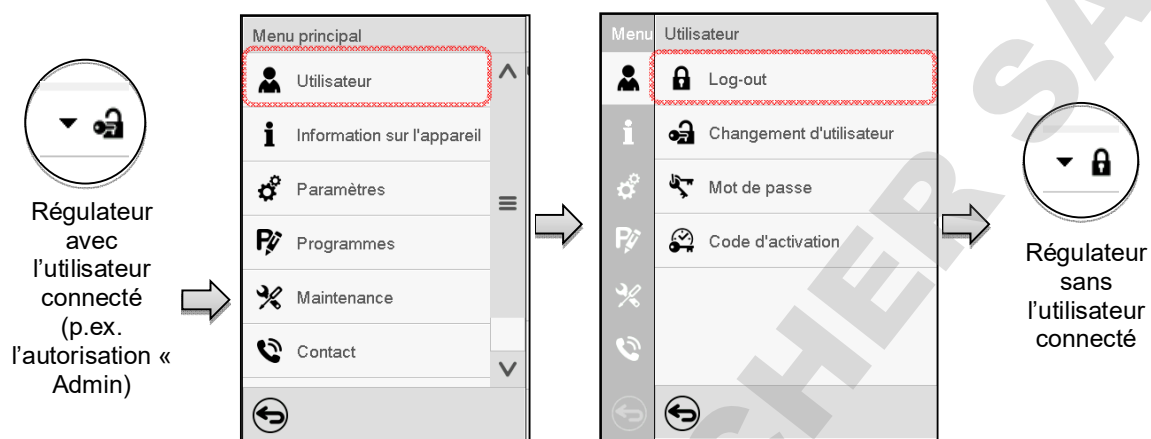 Régulateur
avec
l'utilisateur
connecté
(p.ex.
l'autorisation «
Admin)
Menu principal
Utilisateur
Information sur l'appareil
Paramètres
Programmes
Maintenance
Contact
Menu
Utilisateur
Log-out
Changement d'utilisateur
Mot de passe
Code d'activation
Régulateur
sans
l'utilisateur
connecté